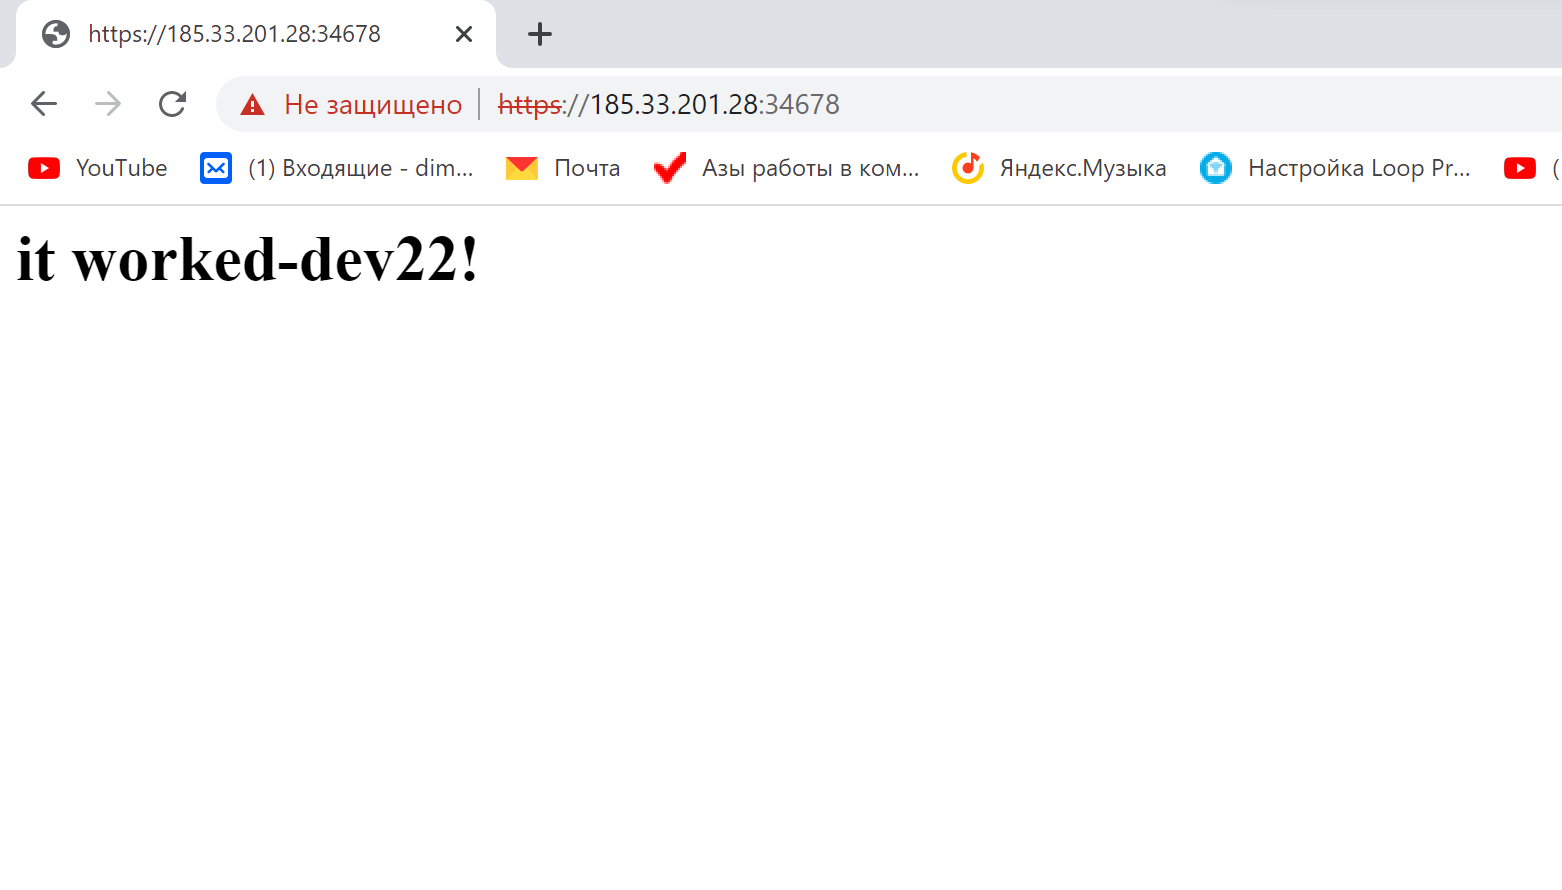 https://185.33.201.28:34678
Не защищено https://185.33.201.28:34678
YouTube (1) Входящие - dim... Почта Азы работы в ком... Яндекс.Музыка Настройка Loop Pr... (
it worked-dev22!